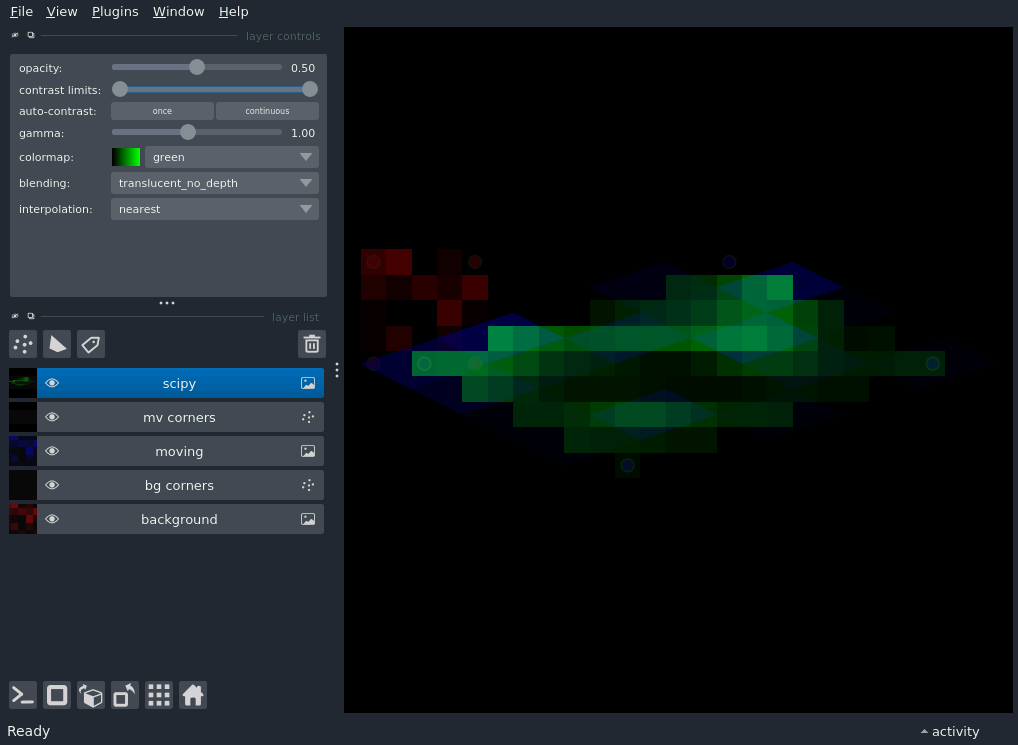 File View Plugins Window Help
layer controls
opacity: 0.50
contrast limits:
auto-contrast: once continuous
gamma: 1.00
colormap: green
blending: translucent_no_depth
interpolation: nearest
layer list
scipy
mv corners
moving
bg corners
background
Ready activity